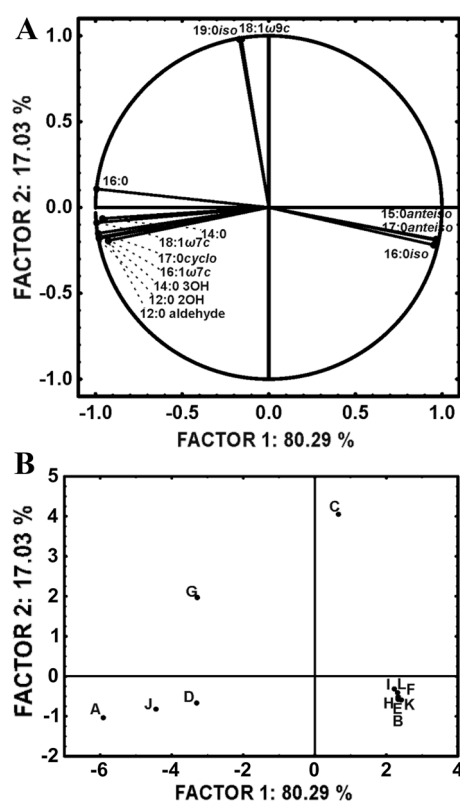 A
19:0iso 18:1ω9c
1.0
0.5
0.0
-0.5
-1.0
FACTOR 2: 17.03 %
16:0
14:0
18:1ω7c
17:0cyclo
16:1ω7c
14:0 3OH
12:0 2OH
12:0 aldehyde
15:0anteiso
17:0anteiso
16:0iso
-1.0 -0.5 0.0 0.5 1.0
FACTOR 1: 80.29 %
B
5
4
3
2
1
0
-1
-2
FACTOR 2: 17.03 %
C
G
A
J
D
I L F
H E K
B
-6 -4 -2 0 2 4
FACTOR 1: 80.29 %